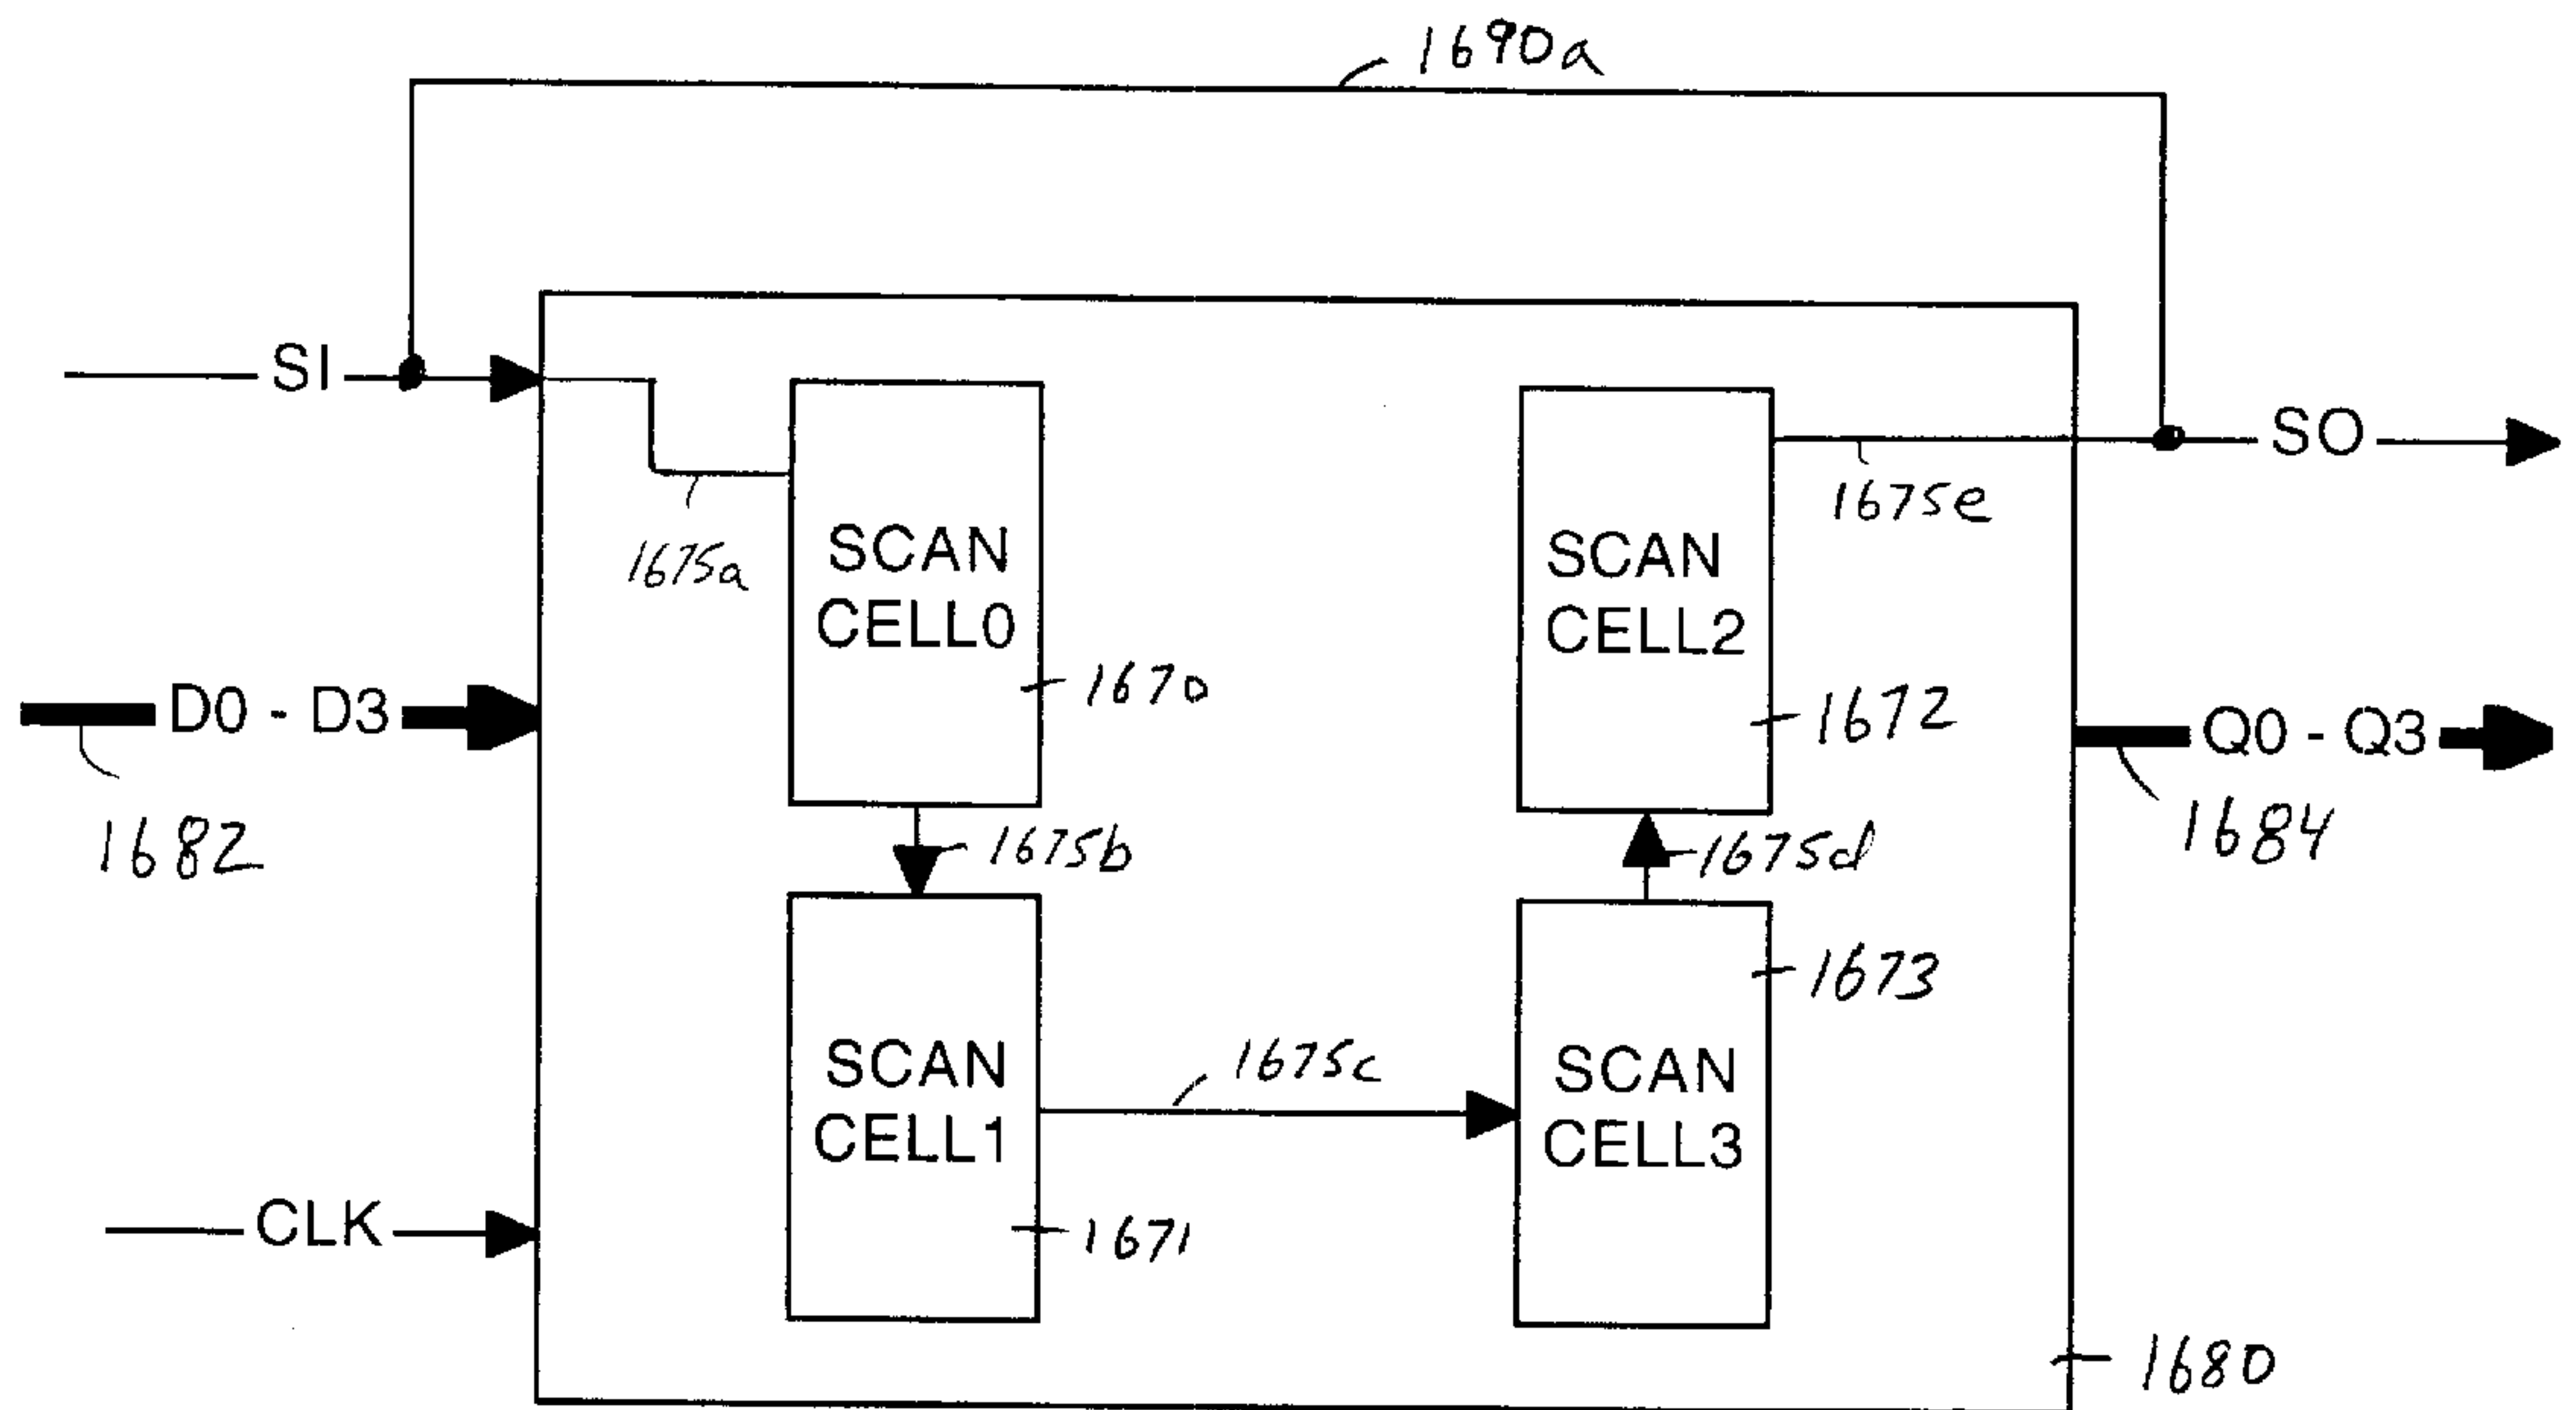 1690a
SI
SO
1675a
SCAN
CELL0
1670
SCAN
CELL2
1672
1675e
D0 - D3
1682
Q0 - Q3
1684
1675b
1675d
SCAN
CELL1
1671
1675c
SCAN
CELL3
1673
CLK
1680